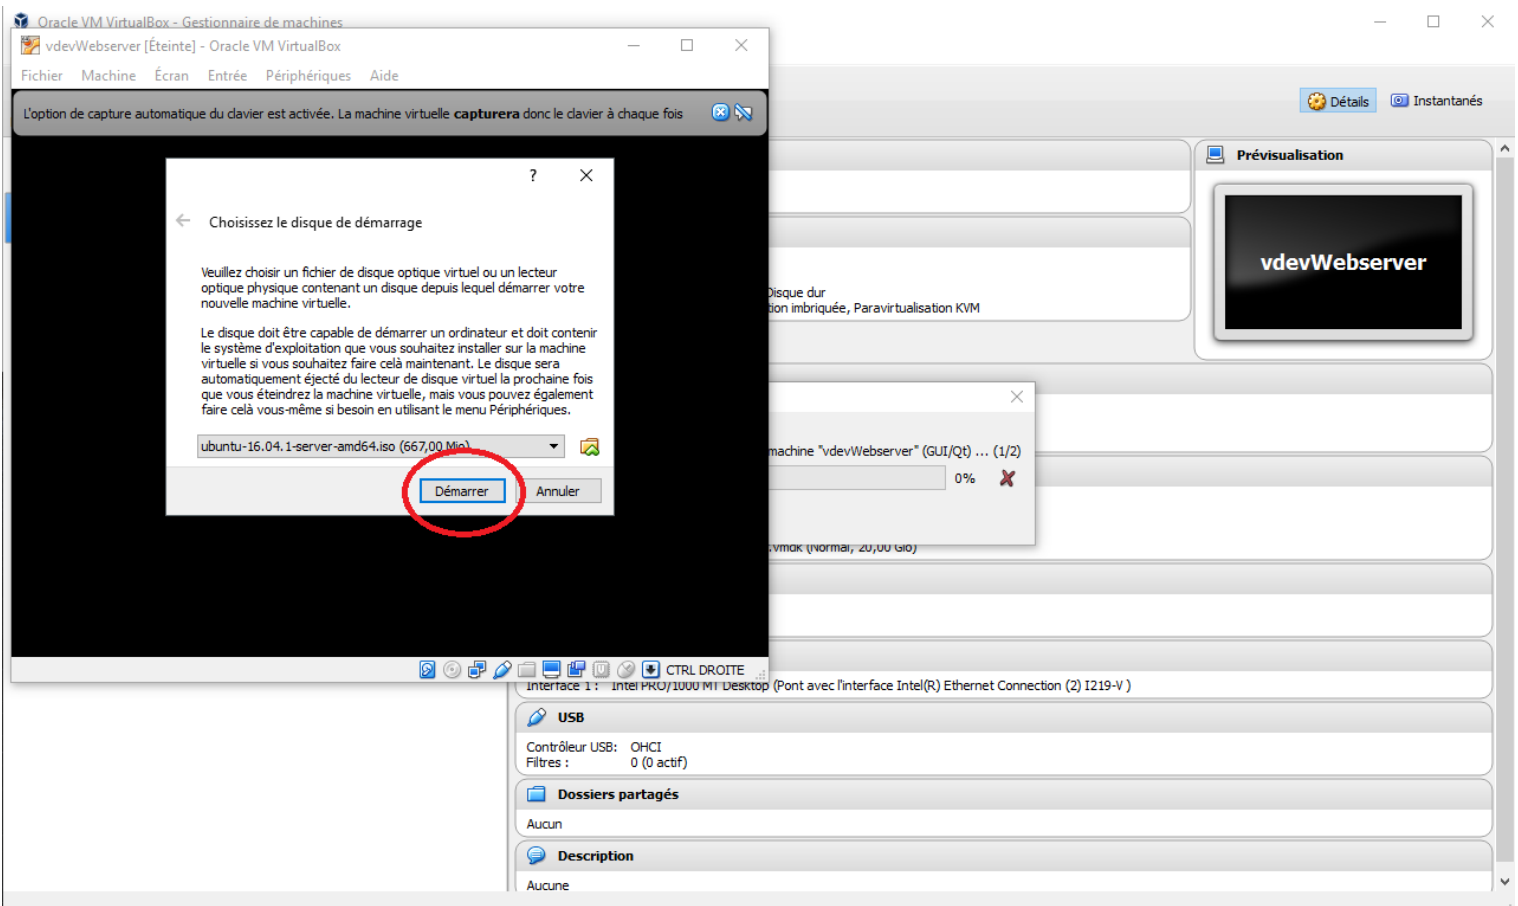 Oracle VM VirtualBox - Gestionnaire de machines
vdevWebserver [Éteinte] - Oracle VM VirtualBox
Fichier Machine Écran Entrée Périphériques Aide
L'option de capture automatique du clavier est activée. La machine virtuelle capturera donc le clavier à chaque fois
Détails Instantanés
Prévisualisation
vdevWebserver
?
Choisissez le disque de démarrage
Veuillez choisir un fichier de disque optique virtuel ou un lecteur
optique physique contenant un disque depuis lequel démarrer votre
nouvelle machine virtuelle.
Le disque doit être capable de démarrer un ordinateur et doit contenir
le système d'exploitation que vous souhaitez installer sur la machine
virtuelle si vous souhaitez faire celà maintenant. Le disque sera
automatiquement éjecté du lecteur de disque virtuel la prochaine fois
que vous éteindrez la machine virtuelle, mais vous pouvez également
faire celà vous-même si besoin en utilisant le menu Périphériques.
ubuntu-16.04.1-server-amd64.iso (667,00 Mio)
Démarrer Annuler
Disque dur
tion imbriquée, Paravirtualisation KVM
machine "vdevWebserver" (GUI/Qt) ... (1/2)
0%
.vmdk (Normal, 20,00 Gio)
CTRL DROITE
Interface 1 : Intel PRO/1000 MT Desktop (Pont avec l'interface Intel(R) Ethernet Connection (2) I219-V )
USB
Contrôleur USB: OHCI
Filtres : 0 (0 actif)
Dossiers partagés
Aucun
Description
Aucune